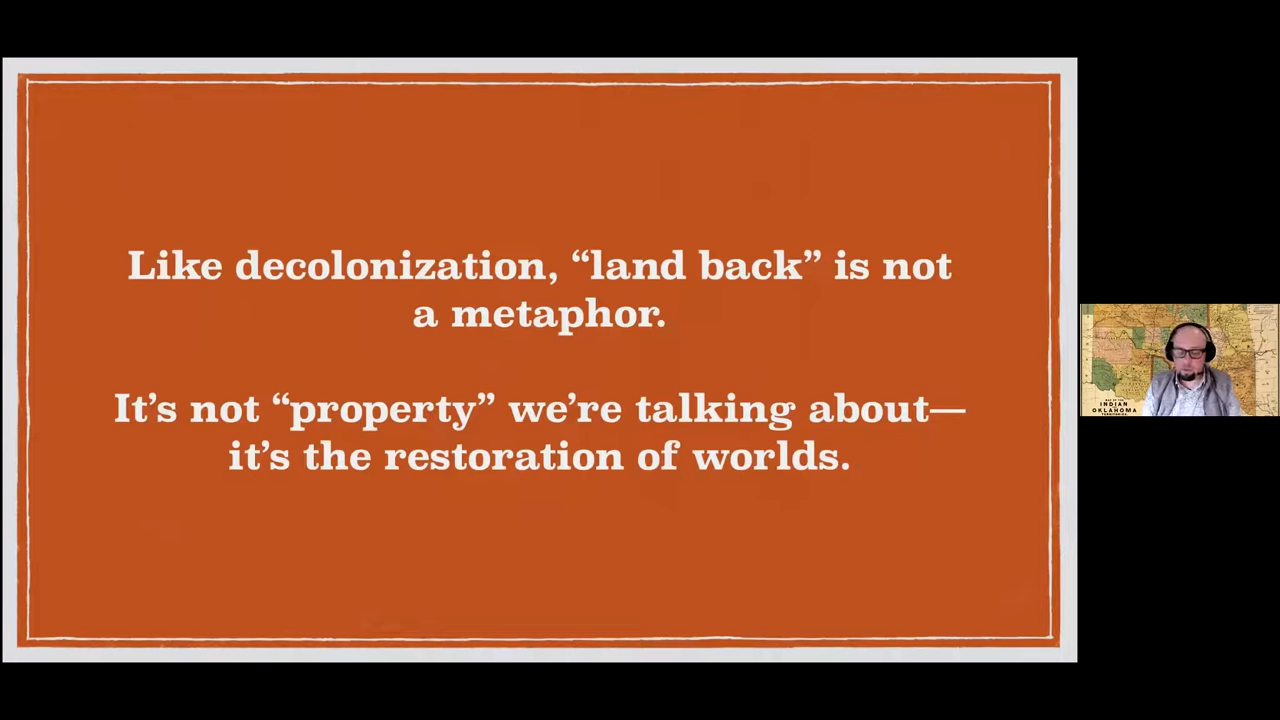 Like decolonization, “land back” is not
a metaphor.
It’s not “property” we’re talking about—
it’s the restoration of worlds.
INDIAN
OKLAHOMA